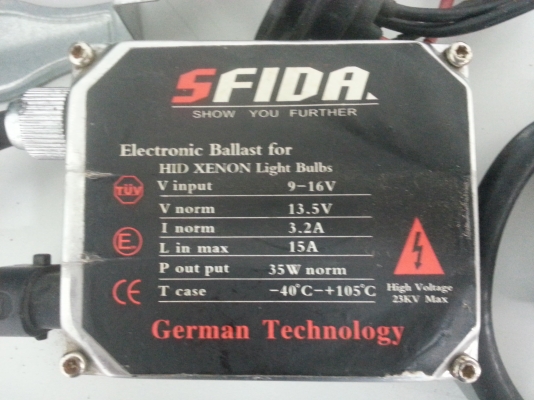 SFIDA
SHOW YOU FURTHER
Electronic Ballast for
HID XENON Light Bulbs
TÜV
V input 9-16V
V norm 13.5V
I norm 3.2A
E
L in max 15A
P out put 35W norm
CE
T case -40°C-+105°C
High Voltage
23KV Max
German Technology